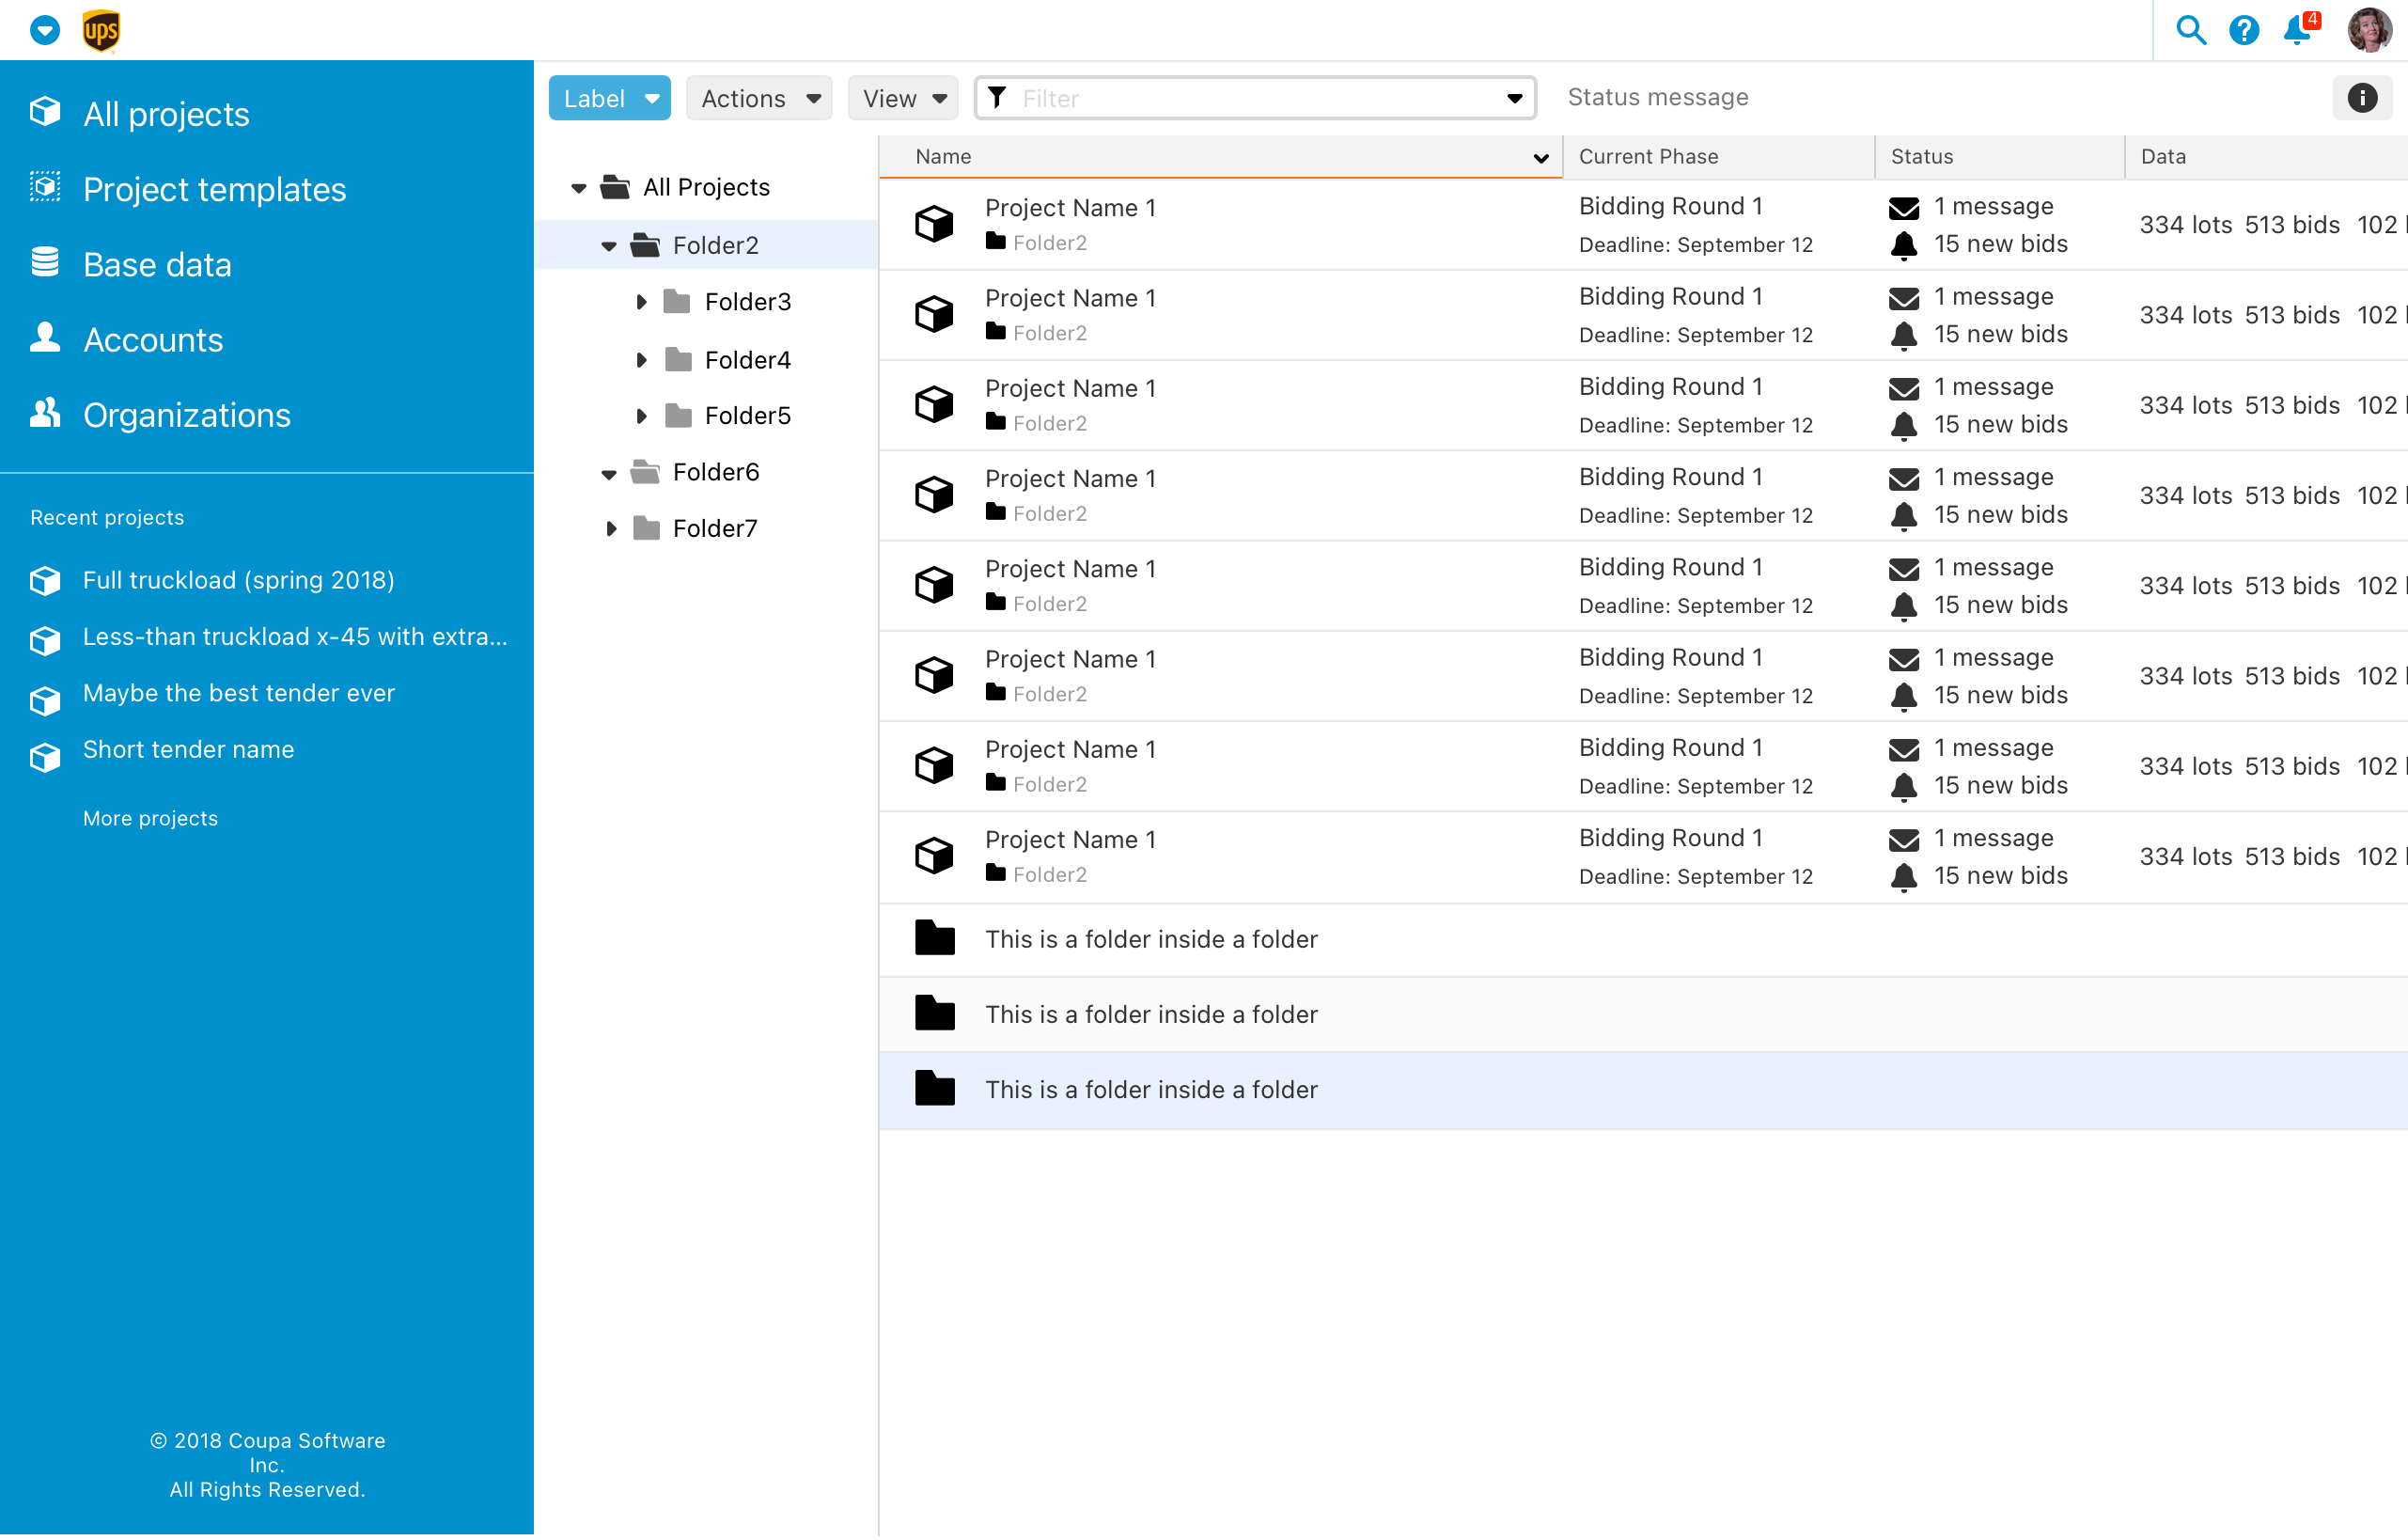 ups
4
All projects
Project templates
Base data
Accounts
Organizations
Recent projects
Full truckload (spring 2018)
Less-than truckload x-45 with extra...
Maybe the best tender ever
Short tender name
More projects
© 2018 Coupa Software
Inc.
All Rights Reserved.
Label Actions View Filter Status message
All Projects
Folder2
Folder3
Folder4
Folder5
Folder6
Folder7
Name Current Phase Status Data
Project Name 1 Bidding Round 1 1 message
334 lots 513 bids 102
Folder2 Deadline: September 12 15 new bids
Project Name 1 Bidding Round 1 1 message
334 lots 513 bids 102
Folder2 Deadline: September 12 15 new bids
Project Name 1 Bidding Round 1 1 message
334 lots 513 bids 102
Folder2 Deadline: September 12 15 new bids
Project Name 1 Bidding Round 1 1 message
334 lots 513 bids 102
Folder2 Deadline: September 12 15 new bids
Project Name 1 Bidding Round 1 1 message
334 lots 513 bids 102
Folder2 Deadline: September 12 15 new bids
Project Name 1 Bidding Round 1 1 message
334 lots 513 bids 102
Folder2 Deadline: September 12 15 new bids
Project Name 1 Bidding Round 1 1 message
334 lots 513 bids 102
Folder2 Deadline: September 12 15 new bids
Project Name 1 Bidding Round 1 1 message
334 lots 513 bids 102
Folder2 Deadline: September 12 15 new bids
This is a folder inside a folder
This is a folder inside a folder
This is a folder inside a folder